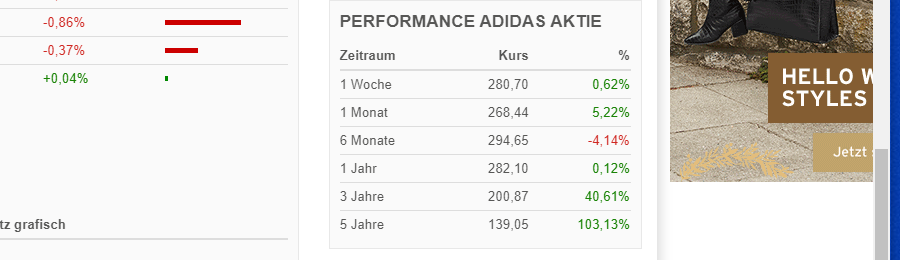 -0,86%
-0,37%
+0,04%
tz grafisch
PERFORMANCE ADIDAS AKTIE
Zeitraum Kurs %
1 Woche 280,70 0,62%
1 Monat 268,44 5,22%
6 Monate 294,65 -4,14%
1 Jahr 282,10 0,12%
3 Jahre 200,87 40,61%
5 Jahre 139,05 103,13%
HELLO W
STYLES
Jetzt